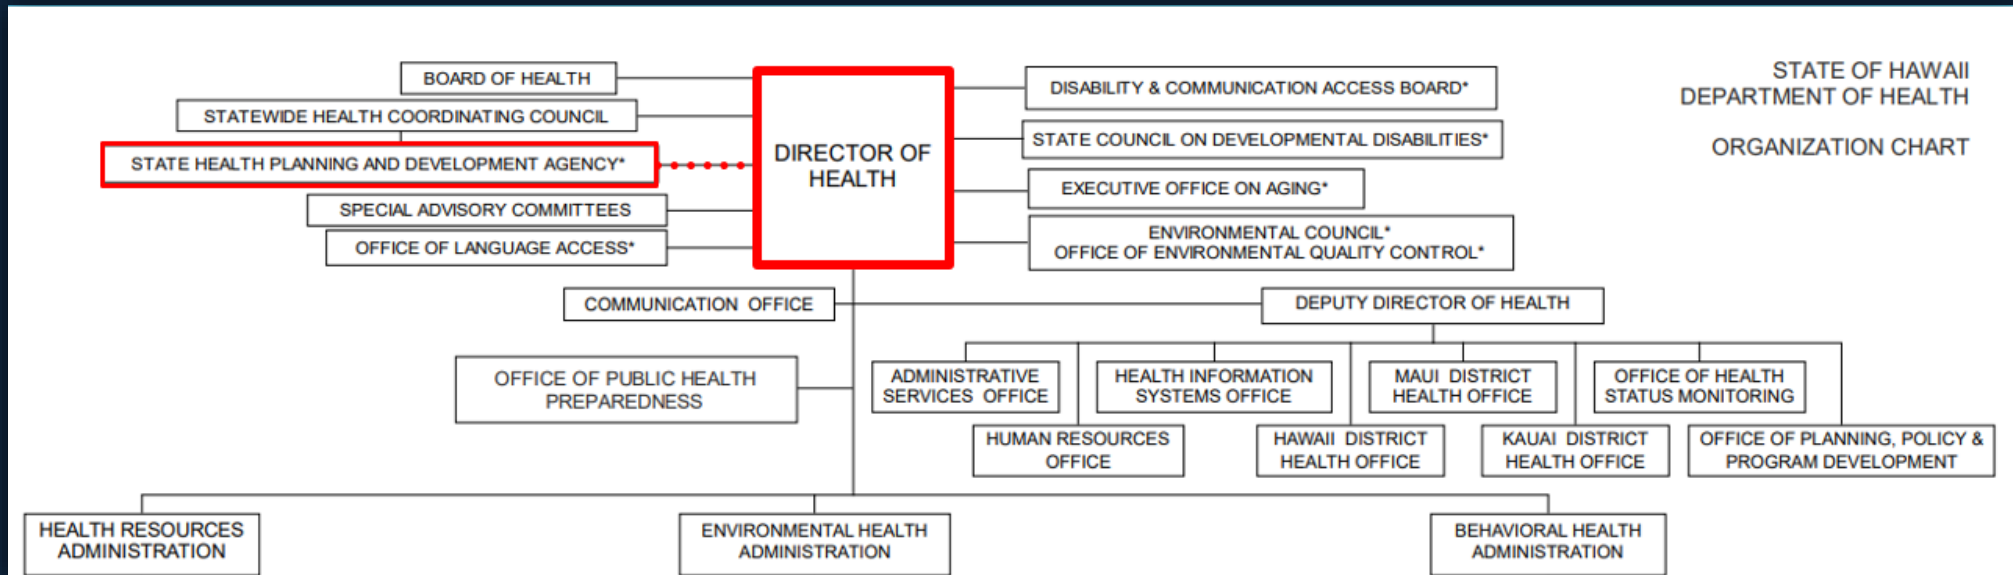 STATE OF HAWAII
DEPARTMENT OF HEALTH
ORGANIZATION CHART
BOARD OF HEALTH
STATEWIDE HEALTH COORDINATING COUNCIL
STATE HEALTH PLANNING AND DEVELOPMENT AGENCY*
SPECIAL ADVISORY COMMITTEES
OFFICE OF LANGUAGE ACCESS*
DIRECTOR OF
HEALTH
DISABILITY & COMMUNICATION ACCESS BOARD*
STATE COUNCIL ON DEVELOPMENTAL DISABILITIES*
EXECUTIVE OFFICE ON AGING*
ENVIRONMENTAL COUNCIL*
OFFICE OF ENVIRONMENTAL QUALITY CONTROL*
COMMUNICATION OFFICE
DEPUTY DIRECTOR OF HEALTH
OFFICE OF PUBLIC HEALTH
PREPAREDNESS
ADMINISTRATIVE
SERVICES OFFICE
HEALTH INFORMATION
SYSTEMS OFFICE
MAUI DISTRICT
HEALTH OFFICE
OFFICE OF HEALTH
STATUS MONITORING
HUMAN RESOURCES
OFFICE
HAWAII DISTRICT
HEALTH OFFICE
KAUAI DISTRICT
HEALTH OFFICE
OFFICE OF PLANNING, POLICY &
PROGRAM DEVELOPMENT
HEALTH RESOURCES
ADMINISTRATION
ENVIRONMENTAL HEALTH
ADMINISTRATION
BEHAVIORAL HEALTH
ADMINISTRATION